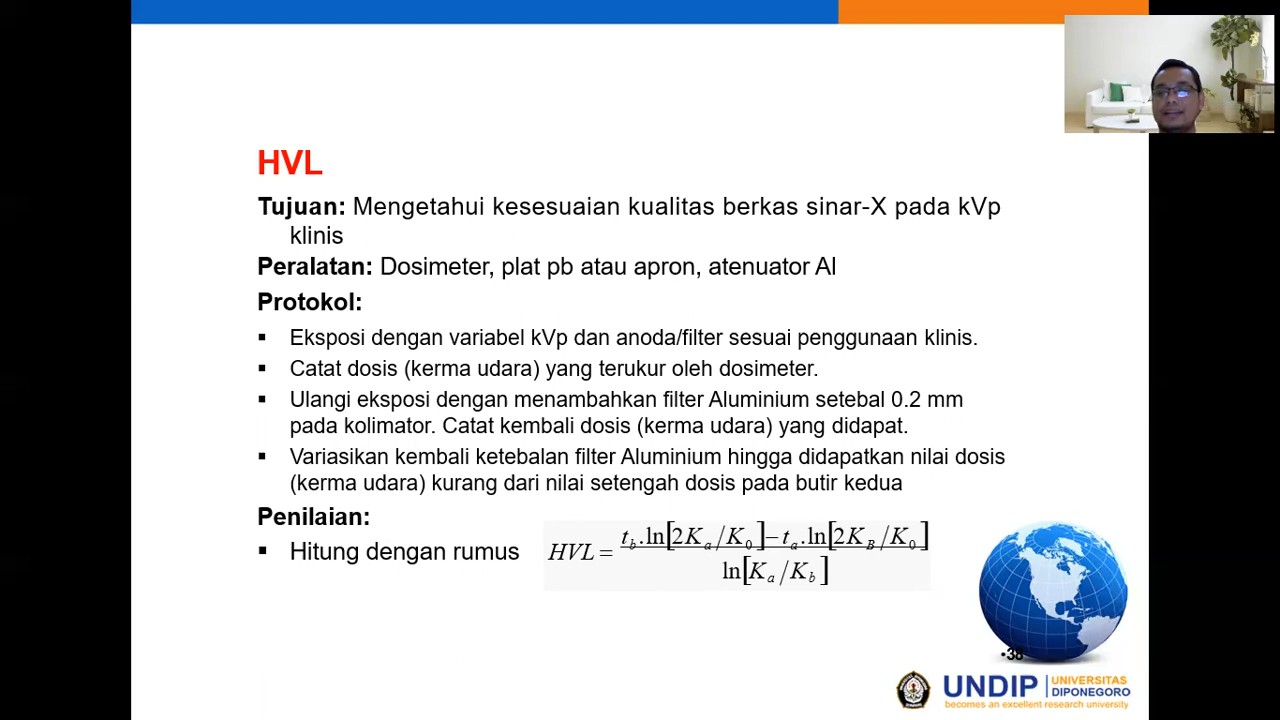 HVL
Tujuan: Mengetahui kesesuaian kualitas berkas sinar-X pada kVp
klinis
Peralatan: Dosimeter, plat pb atau apron, atenuator Al
Protokol:
▪ Eksposi dengan variabel kVp dan anoda/filter sesuai penggunaan klinis.
▪ Catat dosis (kerma udara) yang terukur oleh dosimeter.
▪ Ulangi eksposi dengan menambahkan filter Aluminium setebal 0.2 mm
pada kolimator. Catat kembali dosis (kerma udara) yang didapat.
▪ Variasikan kembali ketebalan filter Aluminium hingga didapatkan nilai dosis
(kerma udara) kurang dari nilai setengah dosis pada butir kedua
Penilaian:
▪ Hitung dengan rumus
HVL = t_b.ln[2K_a/K_0]–t_a.ln[2K_B/K_0] / ln[K_a/K_b]
•38
UNDIP
UNIVERSITAS
DIPONEGORO
becomes an excellent research university